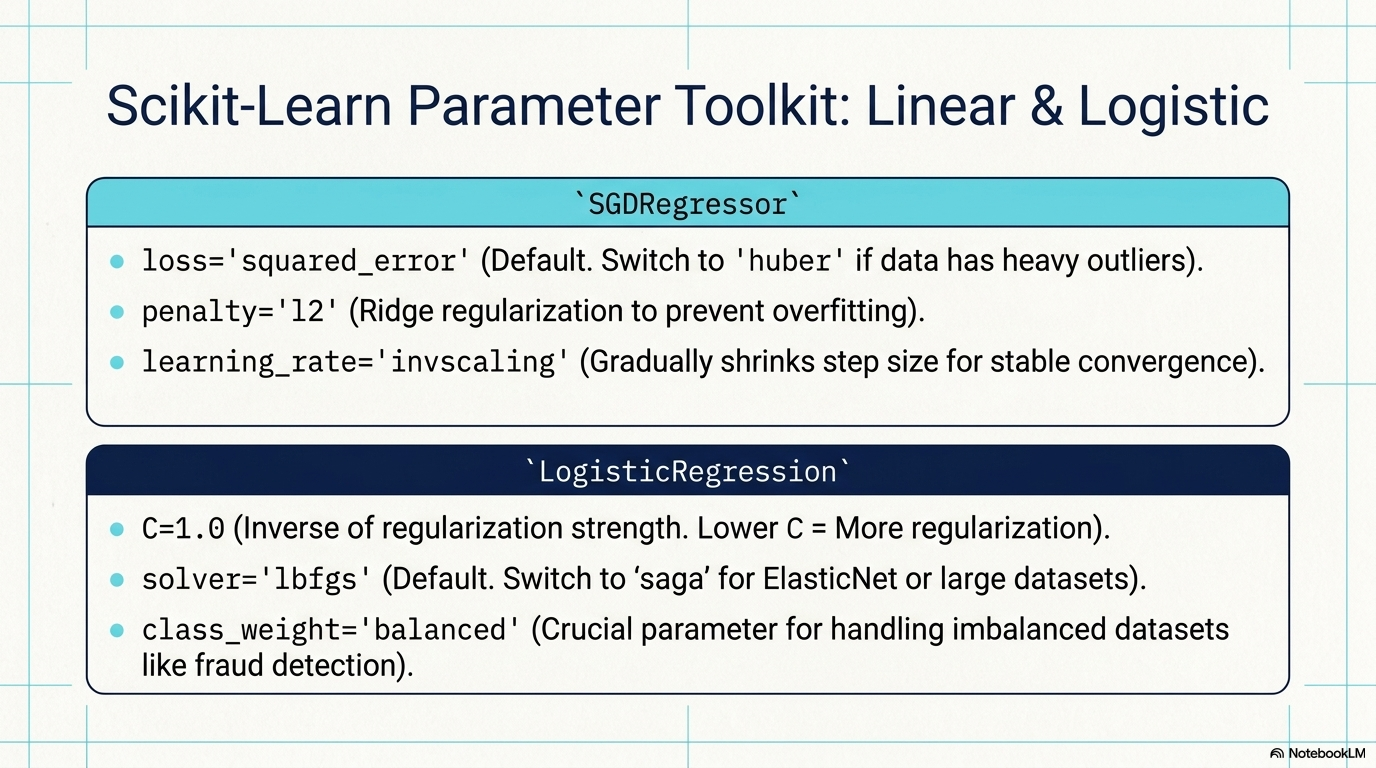 Scikit-Learn Parameter Toolkit: Linear & Logistic
`SGDRegressor`
loss='squared_error' (Default. Switch to 'huber' if data has heavy outliers).
penalty='l2' (Ridge regularization to prevent overfitting).
learning_rate='invscaling' (Gradually shrinks step size for stable convergence).
`LogisticRegression`
C=1.0 (Inverse of regularization strength. Lower C = More regularization).
solver='lbfgs' (Default. Switch to ‘saga’ for ElasticNet or large datasets).
class_weight='balanced' (Crucial parameter for handling imbalanced datasets
like fraud detection).
NotebookLM